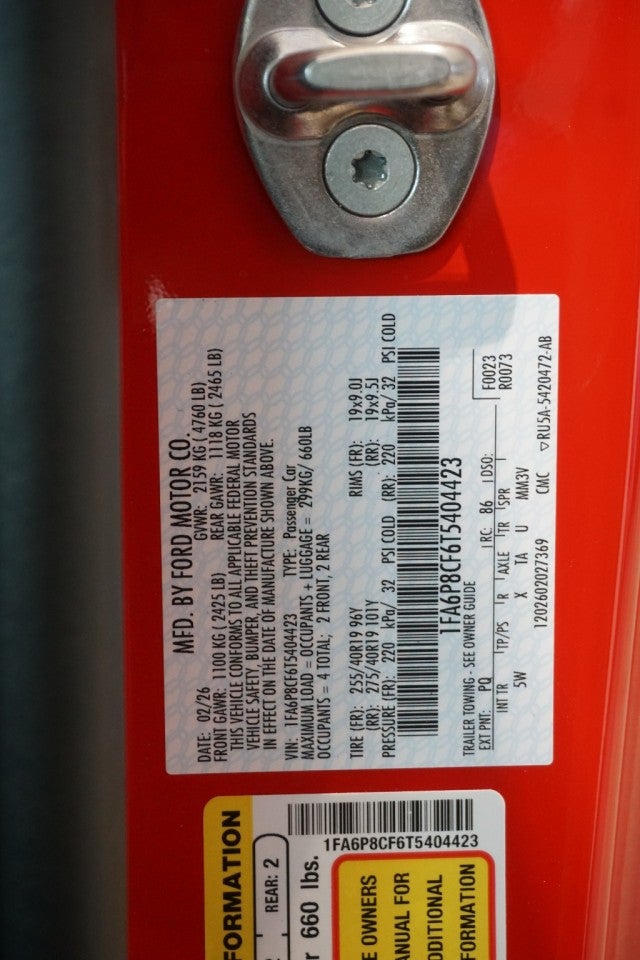 MFD. BY FORD MOTOR CO.
DATE: 02/26 GVWR: 2159 KG ( 4760 LB)
FRONT GAWR: 1100 KG ( 2425 LB) REAR GAWR: 1118 KG ( 2465 LB)
THIS VEHICLE CONFORMS TO ALL APPLICABLE FEDERAL MOTOR
VEHICLE SAFETY, BUMPER, AND THEFT PREVENTION STANDARDS
IN EFFECT ON THE DATE OF MANUFACTURE SHOWN ABOVE.
VIN: 1FA6P8CF6T5404423 TYPE: Passenger Car
MAXIMUM LOAD = OCCUPANTS + LUGGAGE = 299KG/ 660LB
OCCUPANTS = 4 TOTAL; 2 FRONT, 2 REAR
TIRE (FR): 255/40R19 96Y RIMS (FR): 19x9.0J
(RR): 275/40R19 101Y (RR): 19x9.5J
PRESSURE (FR): 220 kPa/ 32 PSI COLD (RR): 220 kPa/ 32 PSI COLD
1FA6P8CF6T5404423
TRAILER TOWING - SEE OWNER GUIDE
F0023
R0073
EXT PNT: PQ RC: 86 DSO:
INT TR TP/PS R AXLE TR SPR
5W X TA U MM3V
1202602027369 CMC ▽RU5A-5420472-AB
FORMATION
REAR: 2
660 lbs.
1FA6P8CF6T5404423
E OWNERS
ANUAL FOR
DDITIONAL
FORMATION